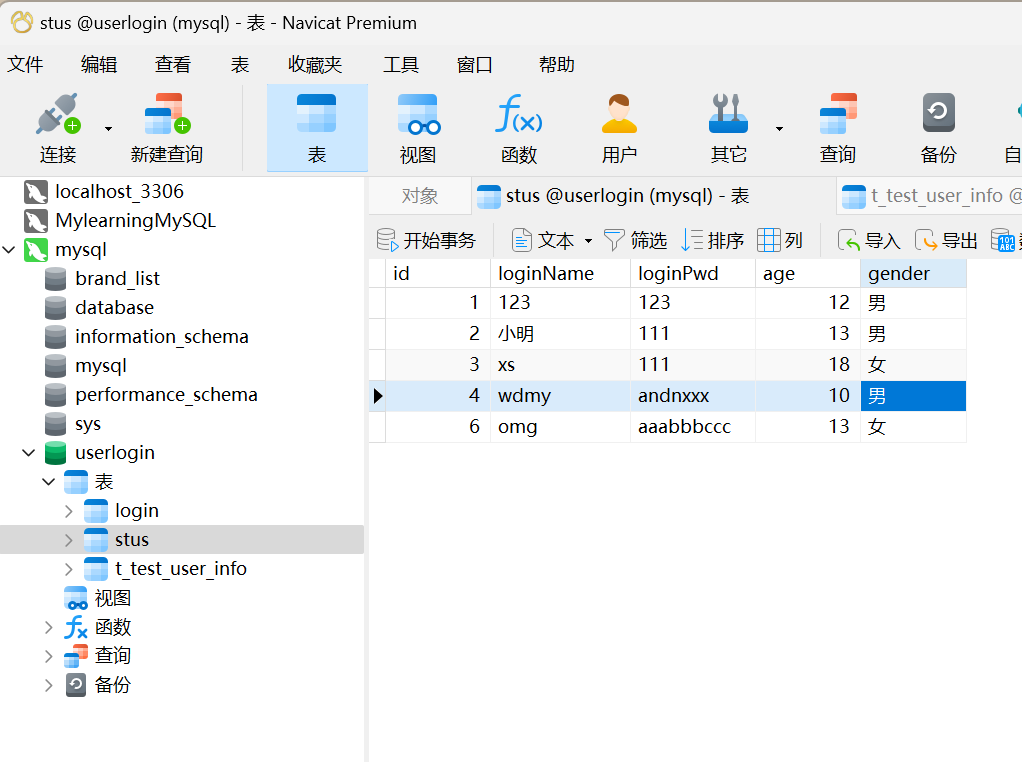 stus @userlogin (mysql) - 表 - Navicat Premium
文件 编辑 查看 表 收藏夹 工具 窗口 帮助
连接 新建查询 表 视图 函数 用户 其它 查询 备份 自
localhost_3306
MylearningMySQL
mysql
brand_list
database
information_schema
mysql
performance_schema
sys
userlogin
表
login
stus
t_test_user_info
视图
函数
查询
备份
对象 stus @userlogin (mysql) - 表 t_test_user_info @
开始事务 文本 筛选 排序 列 导入 导出
id loginName loginPwd age gender
1 123 123 12 男
2 小明 111 13 男
3 xs 111 18 女
4 wdmy andnxxx 10 男
6 omg aaabbbccc 13 女